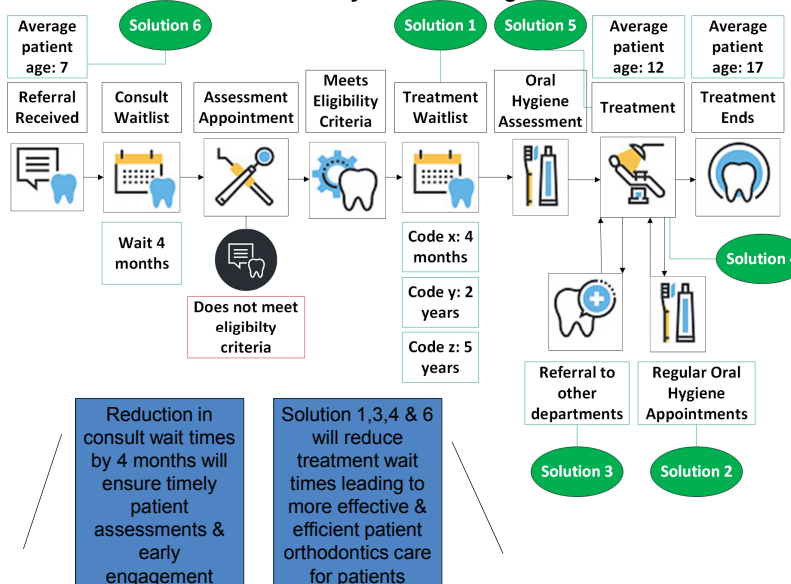 Average
patient
age: 7
Solution 6
Solution 1
Solution 5
Average
patient
age: 12
Average
patient
age: 17
Referral
Received
Consult
Waitlist
Assessment
Appointment
Meets
Eligibility
Criteria
Treatment
Waitlist
Oral
Hygiene
Assessment
Treatment
Treatment
Ends
Wait 4
months
Does not meet
eligibilty
criteria
Code x: 4
months
Code y: 2
years
Code z: 5
years
Solution
Referral to
other
departments
Regular Oral
Hygiene
Appointments
Solution 3
Solution 2
Reduction in
consult wait times
by 4 months will
ensure timely
patient
assessments &
early
engagement
Solution 1,3,4 & 6
will reduce
treatment wait
times leading to
more effective &
efficient patient
orthodontics care
for patients